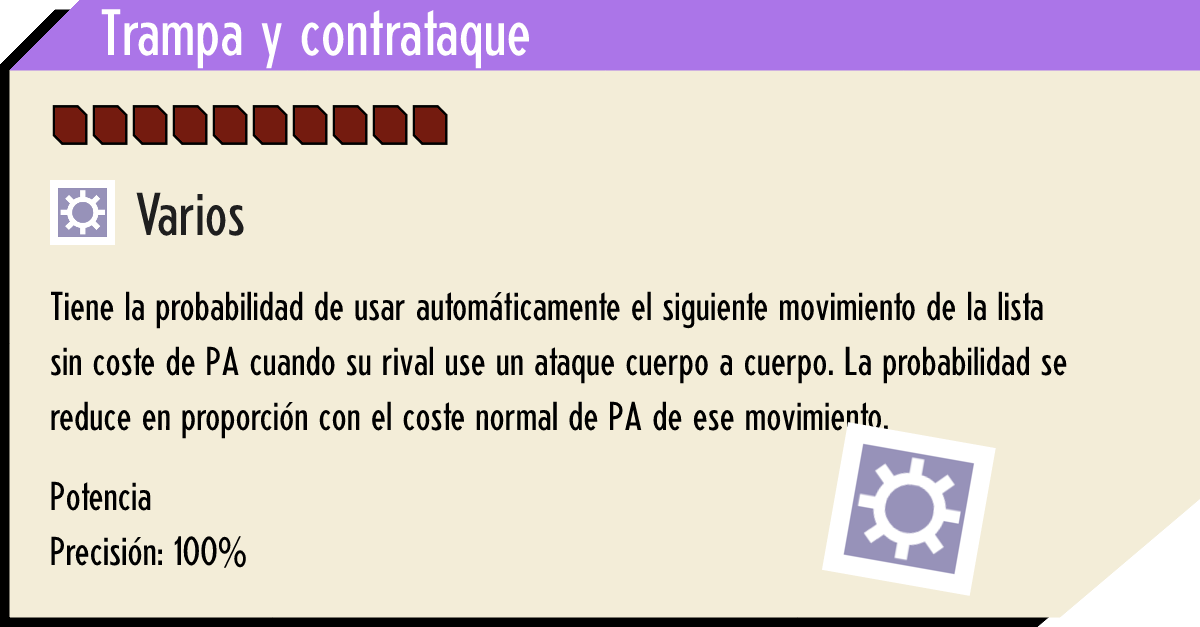 Trampa y contrataque
Varios
Tiene la probabilidad de usar automáticamente el siguiente movimiento de la lista
sin coste de PA cuando su rival use un ataque cuerpo a cuerpo. La probabilidad se
reduce en proporción con el coste normal de PA de ese movimiento.
Potencia
Precisión: 100%